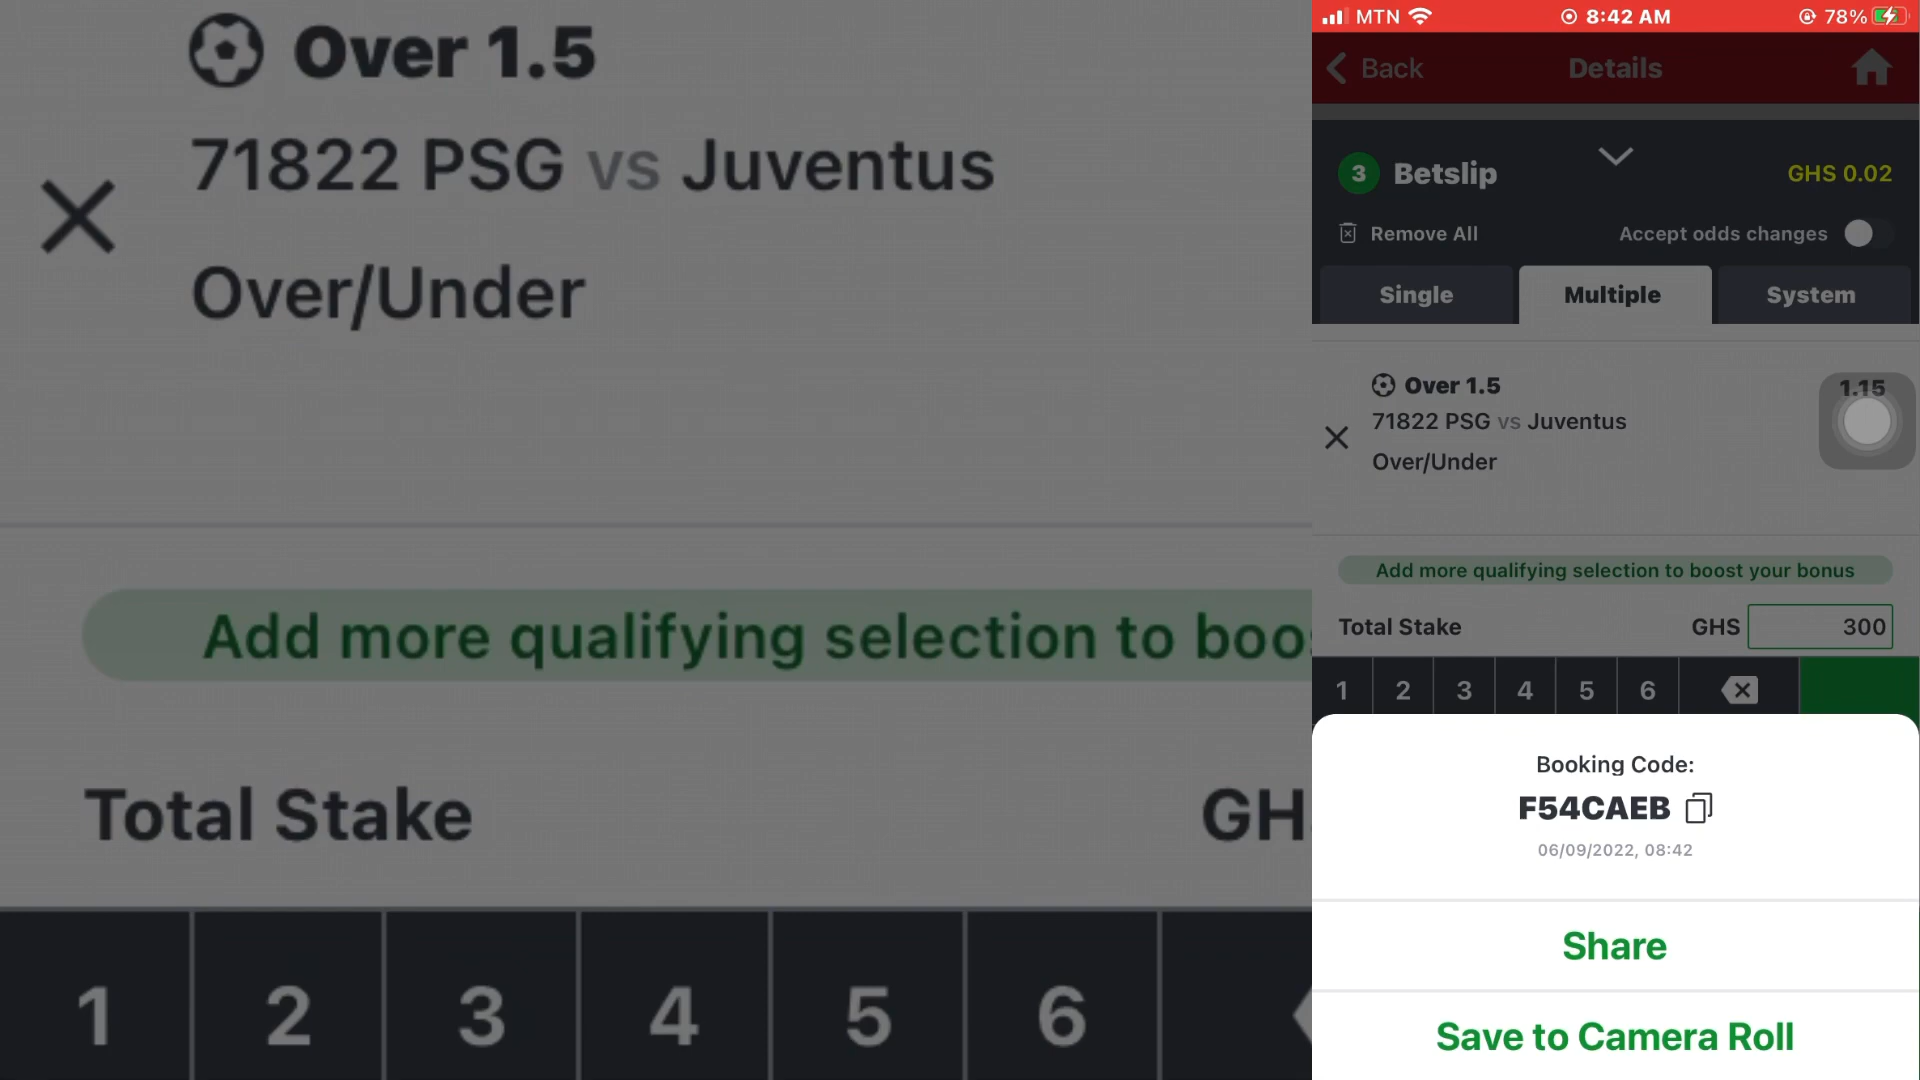 Over 1.5
71822 PSG vs Juventus
Over/Under
Add more qualifying selection to boo
Total Stake
GH
1 2 3 4 5 6
MTN 8:42 AM 78%
Back Details
3 Betslip GHS 0.02
Remove All Accept odds changes
Single Multiple System
Over 1.5 1.15
71822 PSG vs Juventus
Over/Under
Add more qualifying selection to boost your bonus
Total Stake GHS 300
1 2 3 4 5 6
Booking Code:
F54CAEB
06/09/2022, 08:42
Share
Save to Camera Roll